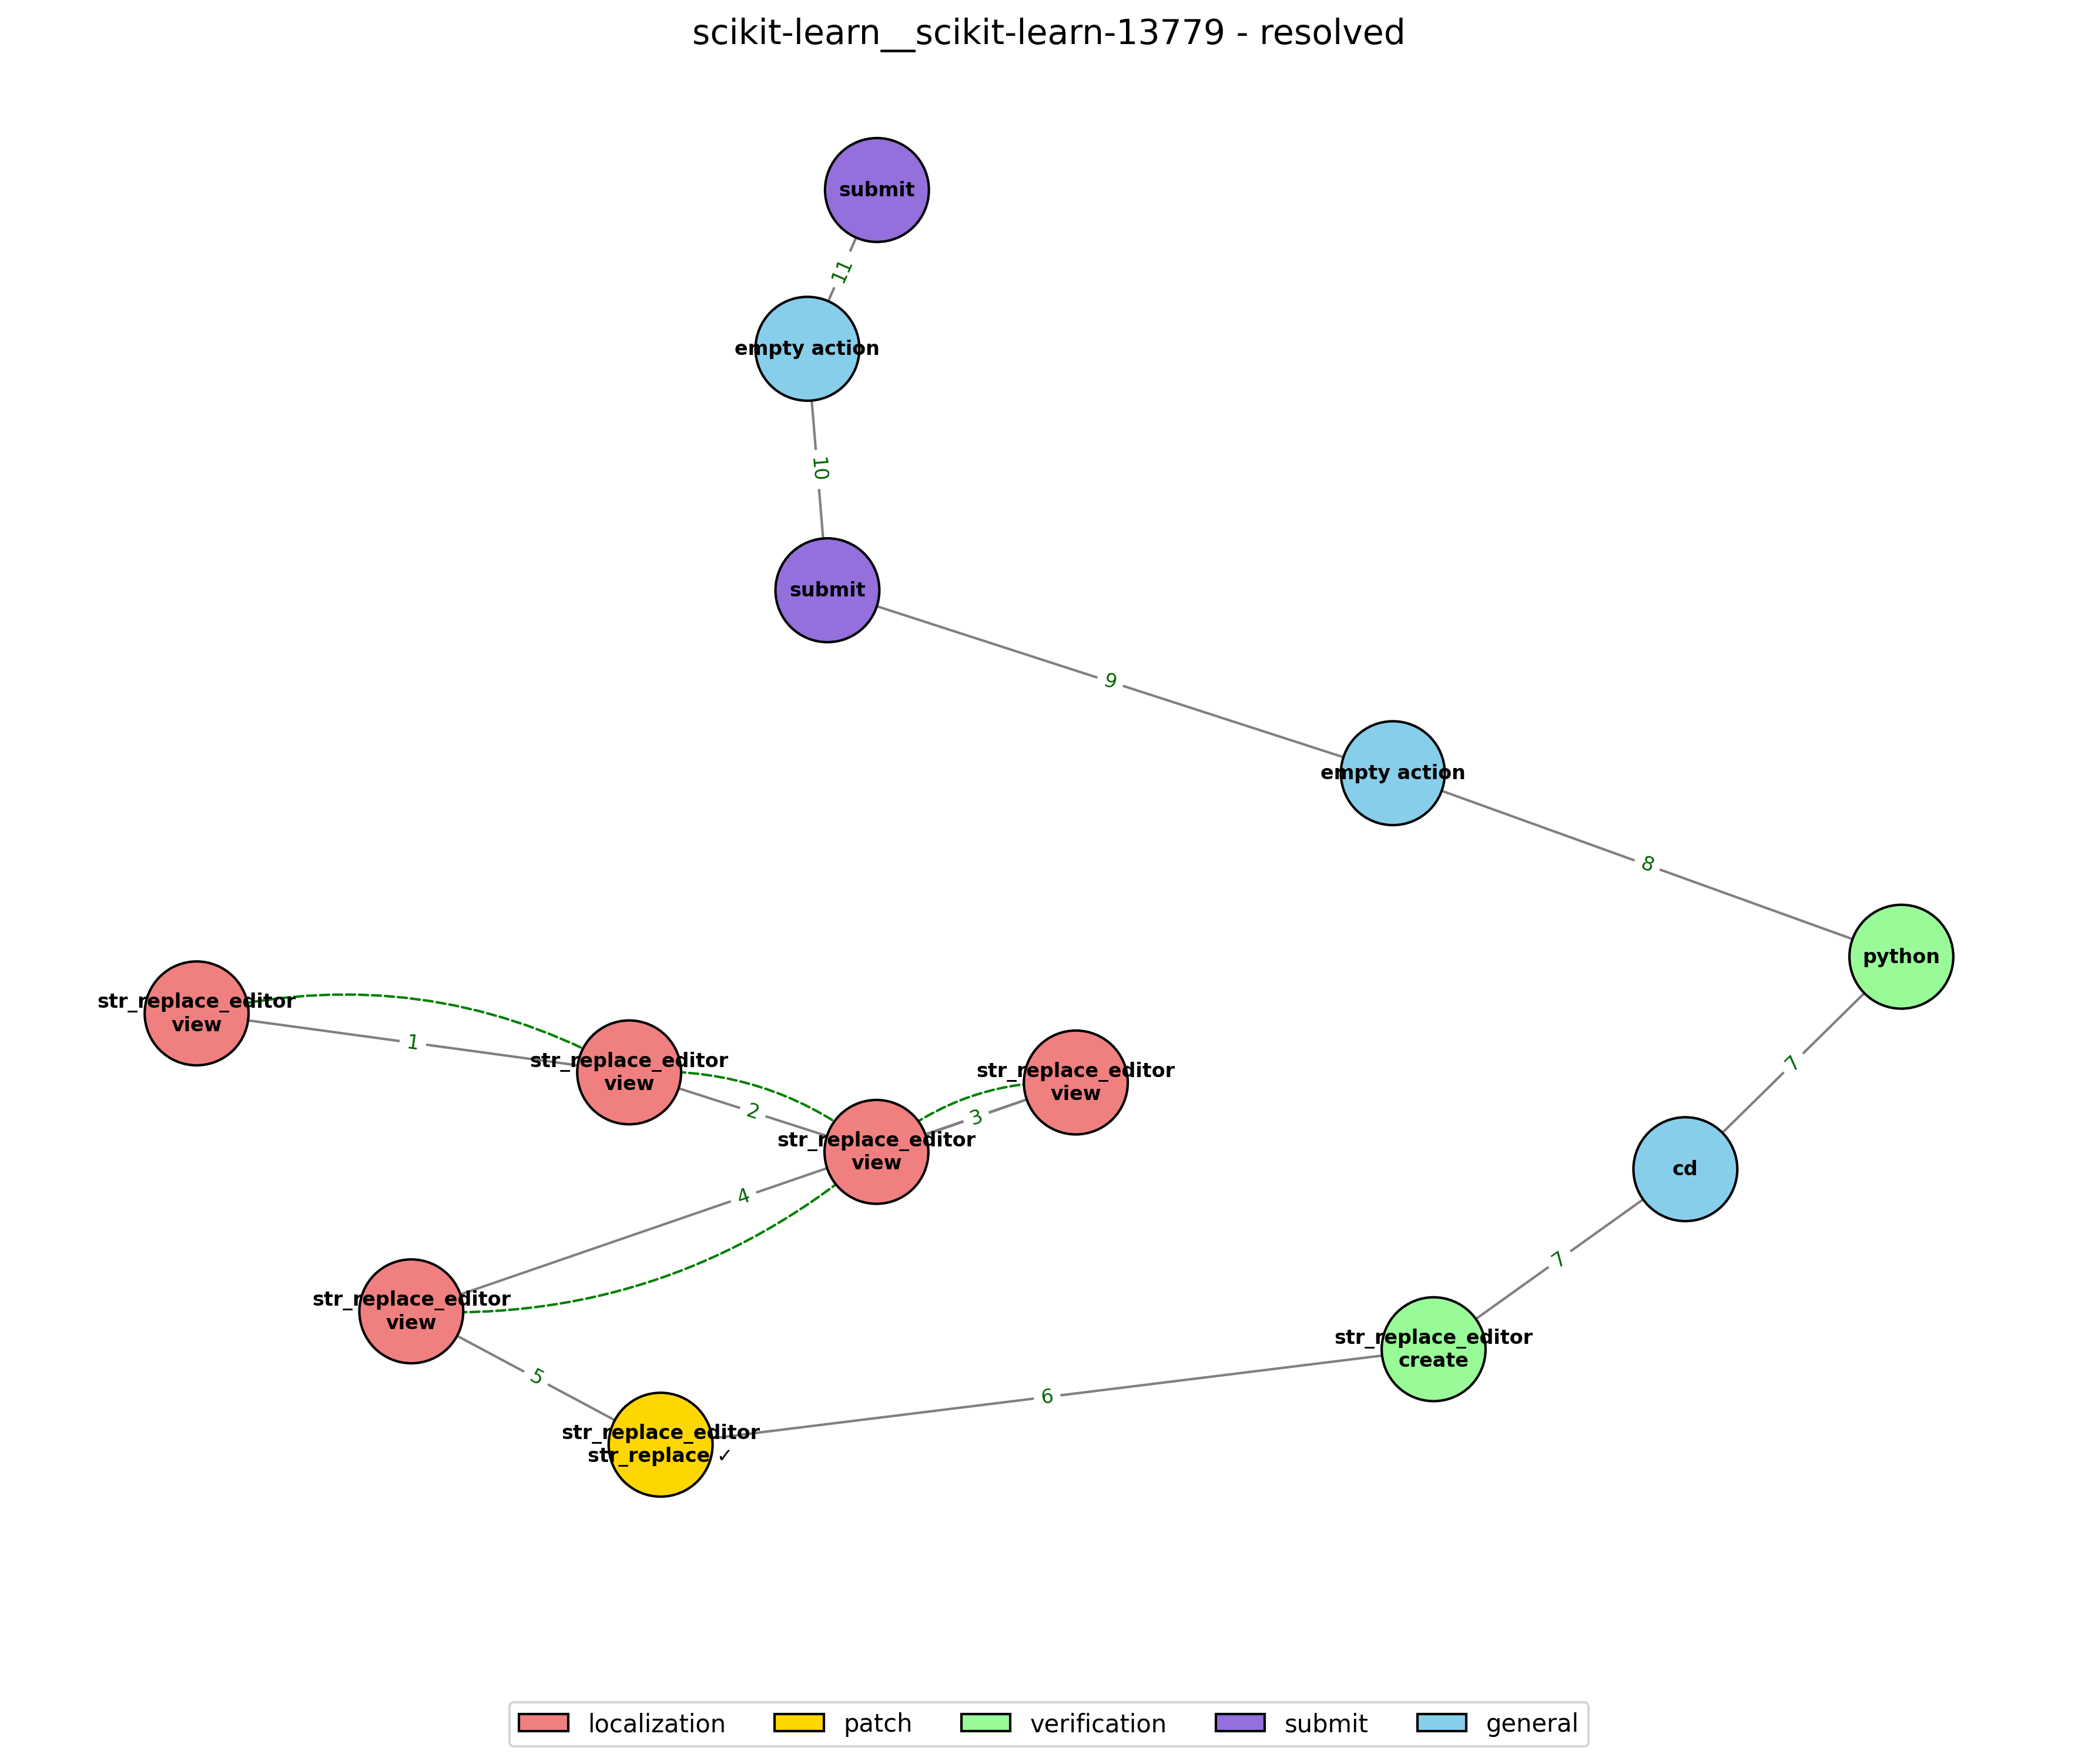 scikit-learn__scikit-learn-13779 - resolved
submit
11
empty action
10
submit
9
empty action
8
python
str_replace_editor
view
1
str_replace_editor
view
2
str_replace_editor
view
3
str_replace_editor
view
7
cd
4
7
str_replace_editor
view
str_replace_editor
create
5
6
str_replace_editor
str_replace ✓
localization
patch
verification
submit
general